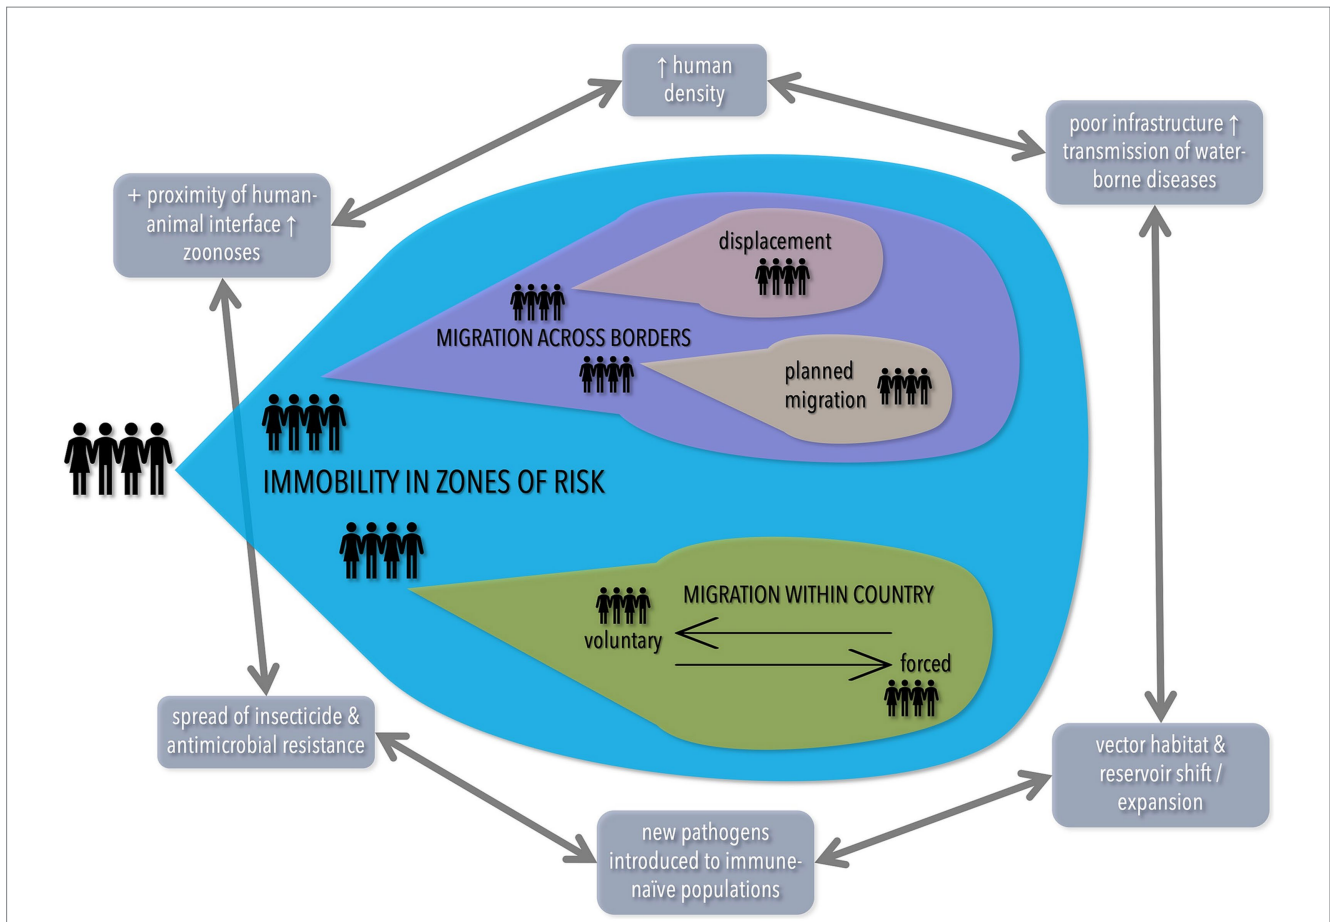 ↑ human
density
poor infrastructure ↑
transmission of water-
borne diseases
+ proximity of human-
animal interface ↑
zoonoses
displacement
MIGRATION ACROSS BORDERS
planned
migration
IMMOBILITY IN ZONES OF RISK
MIGRATION WITHIN COUNTRY
voluntary
forced
spread of insecticide &
antimicrobial resistance
vector habitat &
reservoir shift /
expansion
new pathogens
introduced to immune-
naïve populations